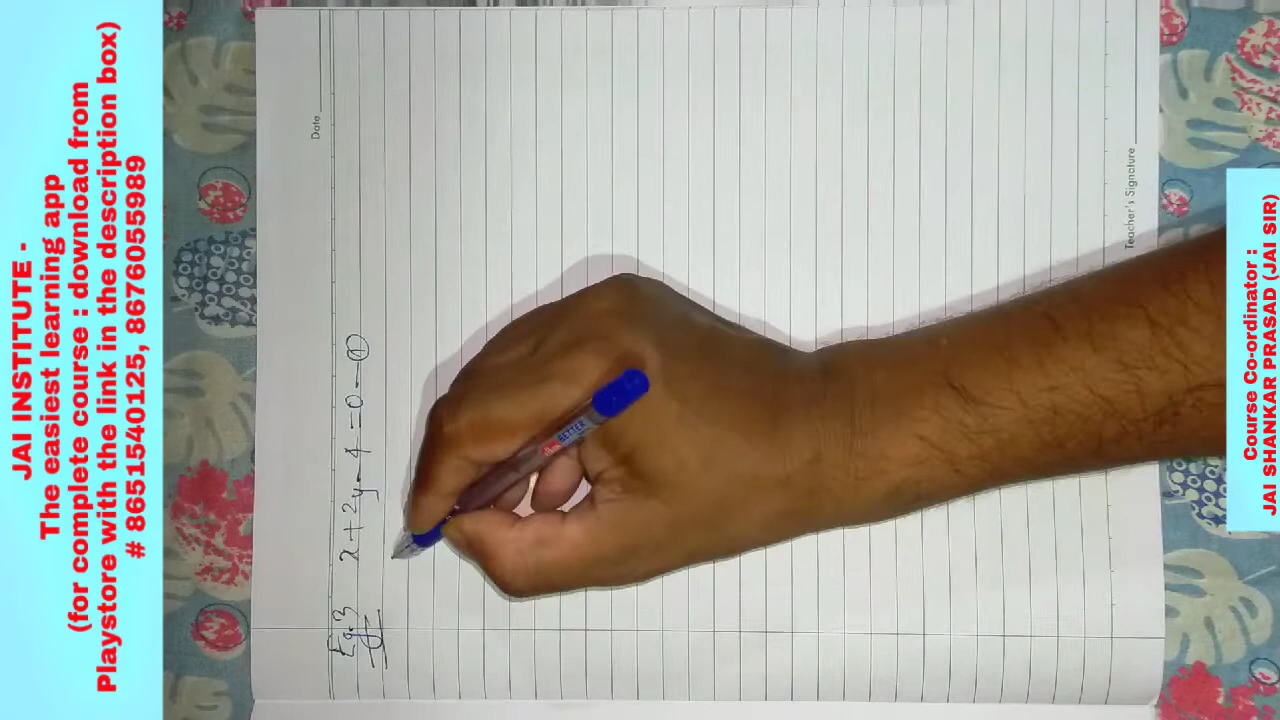 JAI INSTITUTE -
The easiest learning app
(for complete course : download from
Playstore with the link in the description box)
# 8651540125, 8676055989
Date
Eg. 3 x + 2y - 4 = 0 - ①
BETTER
Teacher's Signature
Course Co-ordinator :
JAI SHANKAR PRASAD (JAI SIR)